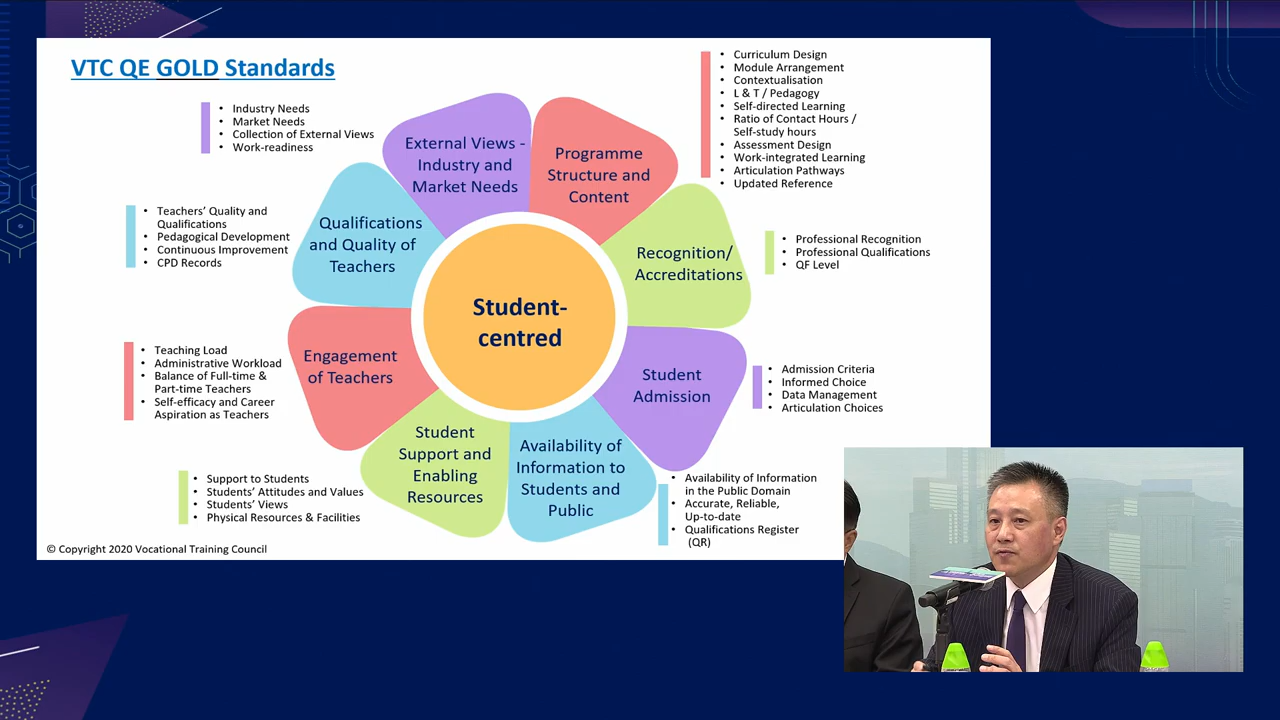 VTC QE GOLD Standards
• Industry Needs
• Market Needs
• Collection of External Views
• Work-readiness
External Views -
Industry and
Market Needs
Programme
Structure and
Content
• Curriculum Design
• Module Arrangement
• Contextualisation
• L & T / Pedagogy
• Self-directed Learning
• Ratio of Contact Hours /
Self-study hours
• Assessment Design
• Work-integrated Learning
• Articulation Pathways
• Updated Reference
• Teachers’ Quality and
Qualifications
• Pedagogical Development
• Continuous Improvement
• CPD Records
Qualifications
and Quality of
Teachers
Recognition/
Accreditations
• Professional Recognition
• Professional Qualifications
• QF Level
Student-
centred
• Teaching Load
• Administrative Workload
• Balance of Full-time &
Part-time Teachers
• Self-efficacy and Career
Aspiration as Teachers
Engagement
of Teachers
Student
Admission
• Admission Criteria
• Informed Choice
• Data Management
• Articulation Choices
• Support to Students
• Students’ Attitudes and Values
• Students’ Views
• Physical Resources & Facilities
Student
Support and
Enabling
Resources
Availability of
Information to
Students and
Public
• Availability of Information
in the Public Domain
• Accurate, Reliable,
Up-to-date
• Qualifications Register
(QR)
© Copyright 2020 Vocational Training Council